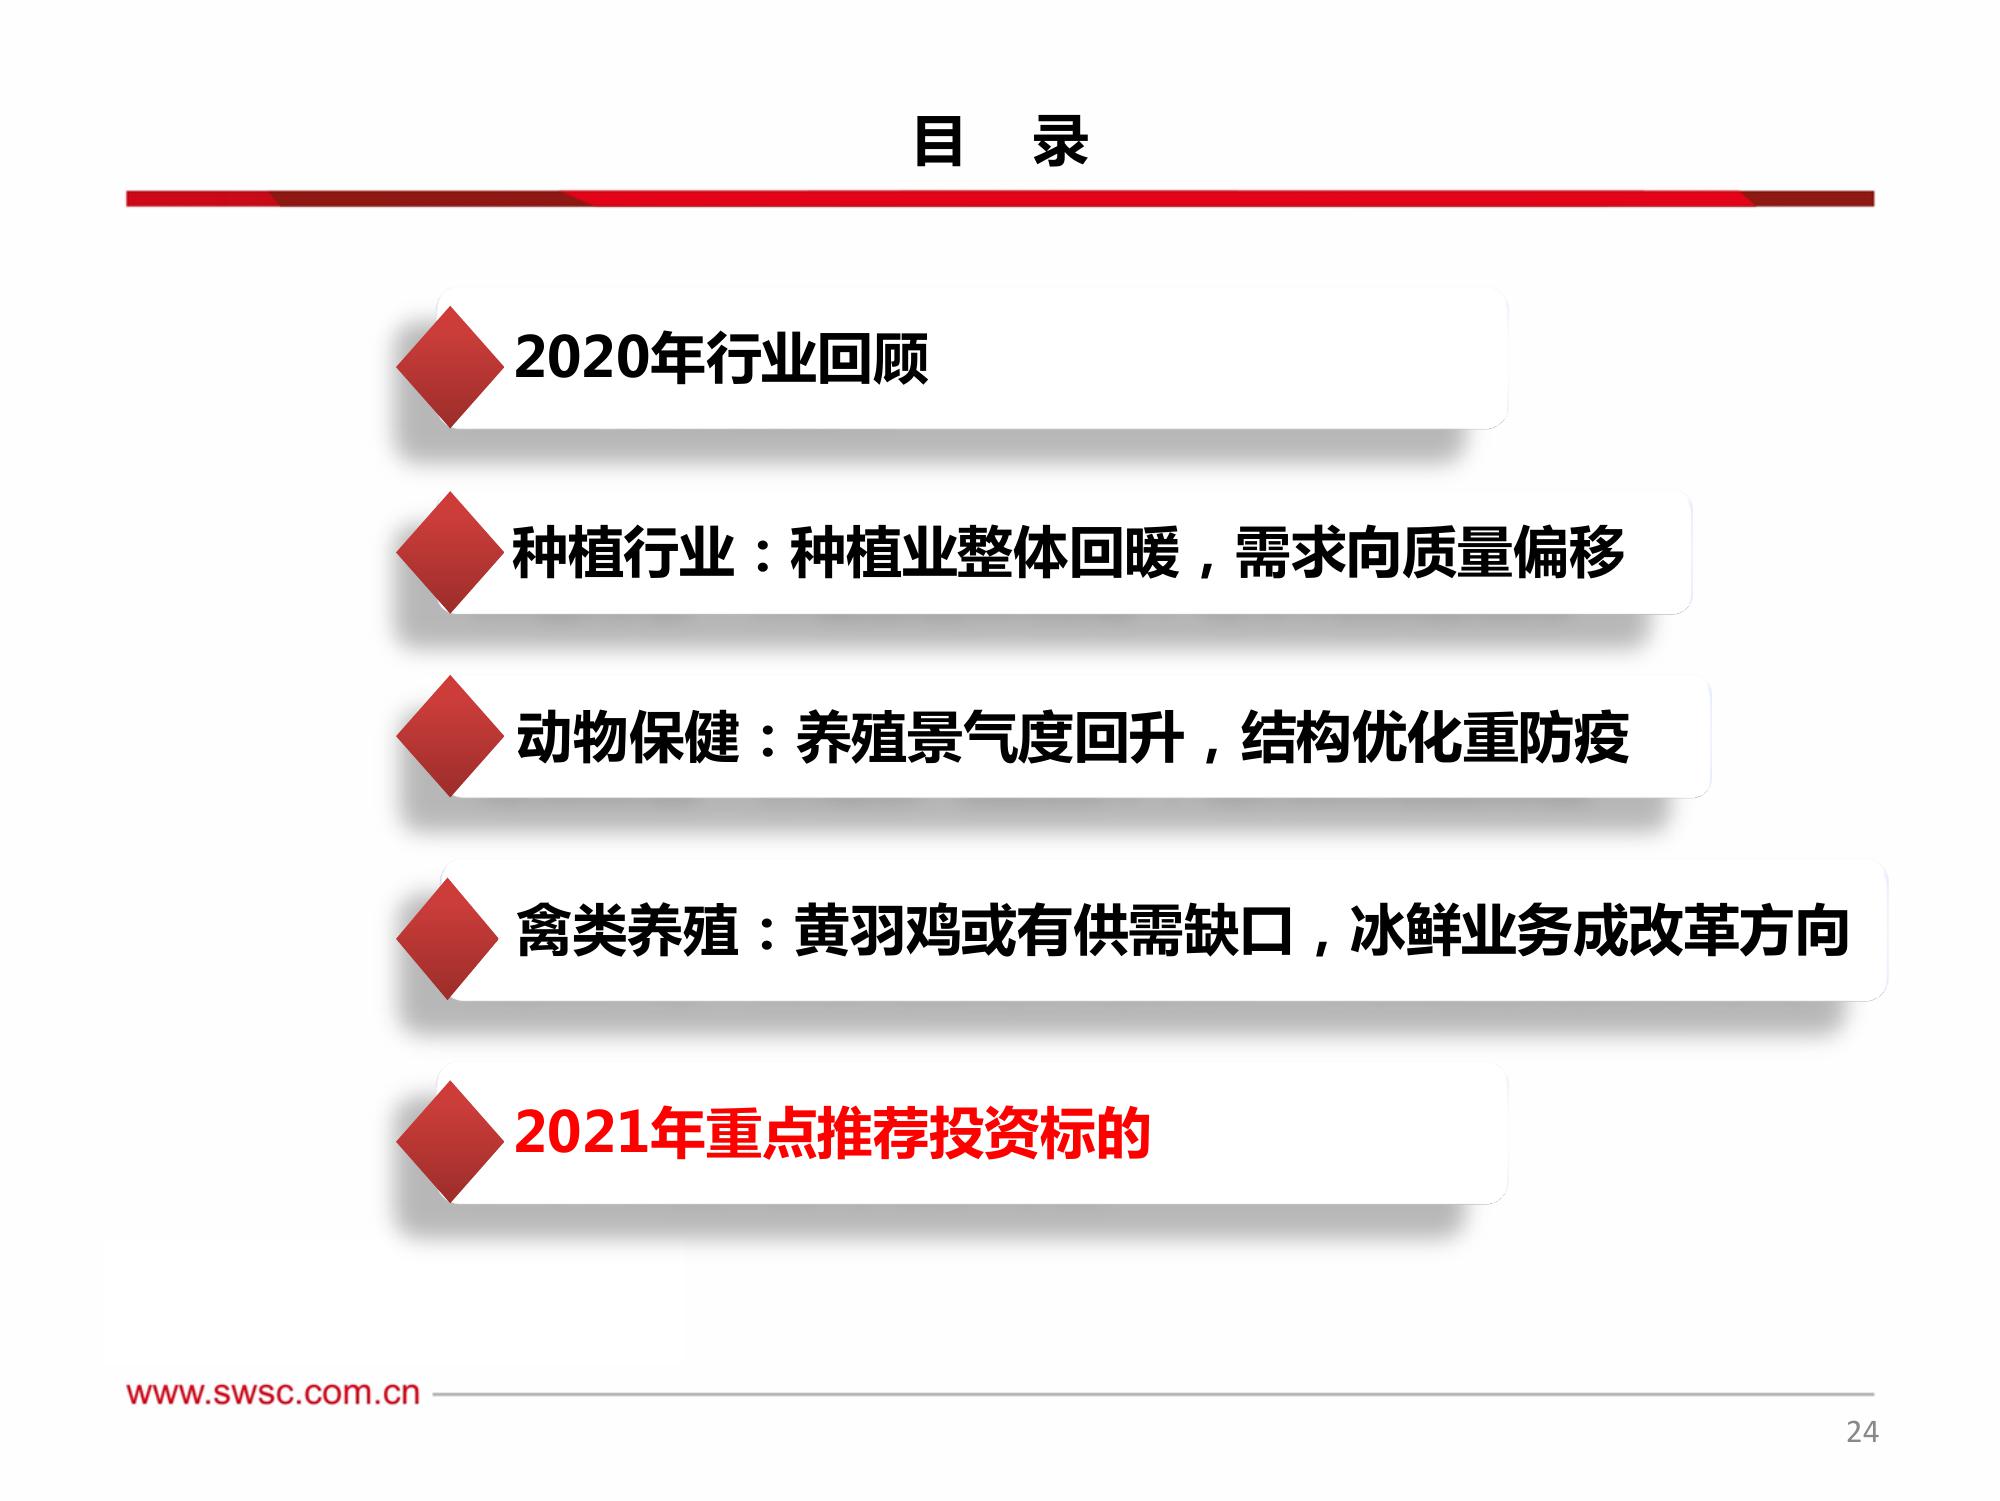 目 录
2020年行业回顾
种植行业：种植业整体回暖，需求向质量偏移
动物保健：养殖景气度回升，结构优化重防疫
禽类养殖：黄羽鸡或有供需缺口，冰鲜业务成改革方向
2021年重点推荐投资标的
www.swsc.com.cn
24